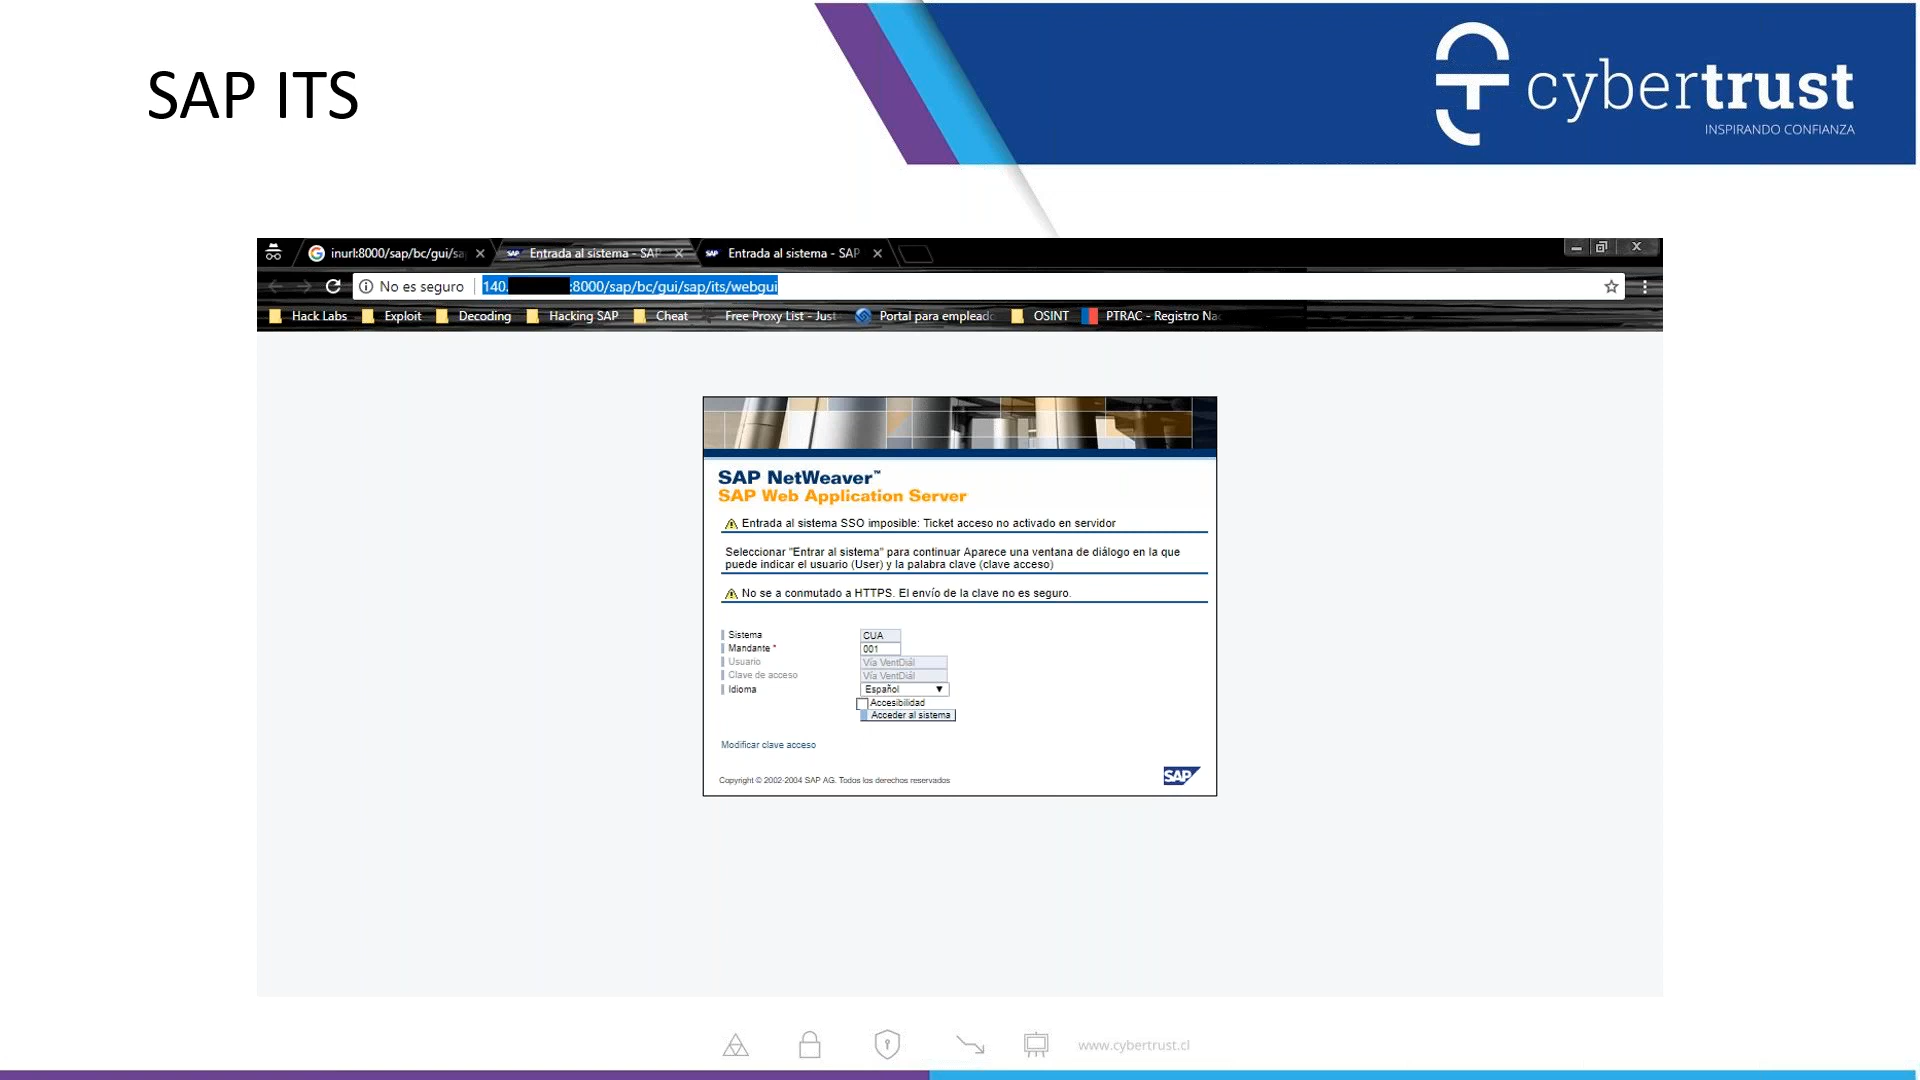 SAP ITS
cybertrust
INSPIRANDO CONFIANZA
inurl:8000/sap/bc/gui/sa
Entrada al sistema - SAP
Entrada al sistema - SAP
No es seguro
140. :8000/sap/bc/gui/sap/its/webgui
Hack Labs
Exploit
Decoding
Hacking SAP
Cheat
Free Proxy List - Just
Portal para emplead
OSINT
PTRAC - Registro Na
SAP NetWeaver™
SAP Web Application Server
Entrada al sistema SSO imposible: Ticket acceso no activado en servidor
Seleccionar "Entrar al sistema" para continuar Aparece una ventana de diálogo en la que
puede indicar el usuario (User) y la palabra clave (clave acceso)
No se a conmutado a HTTPS. El envío de la clave no es seguro.
Sistema CUA
Mandante * 001
Usuario Vía VentDiál
Clave de acceso Vía VentDiál
Idioma Español
Accesibilidad
Acceder al sistema
Modificar clave acceso
Copyright © 2002-2004 SAP AG. Todos los derechos reservados
SAP
www.cybertrust.cl